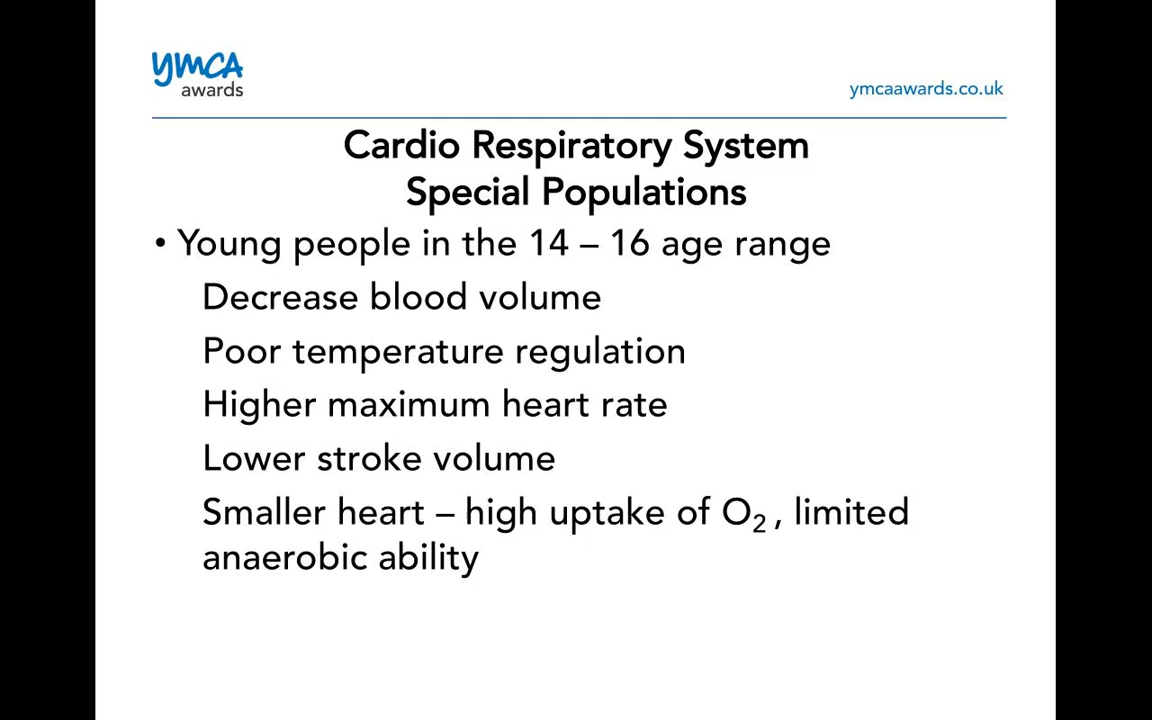 ymca
awards
ymcaawards.co.uk
Cardio Respiratory System
Special Populations
• Young people in the 14 – 16 age range
Decrease blood volume
Poor temperature regulation
Higher maximum heart rate
Lower stroke volume
Smaller heart – high uptake of O₂ , limited
anaerobic ability